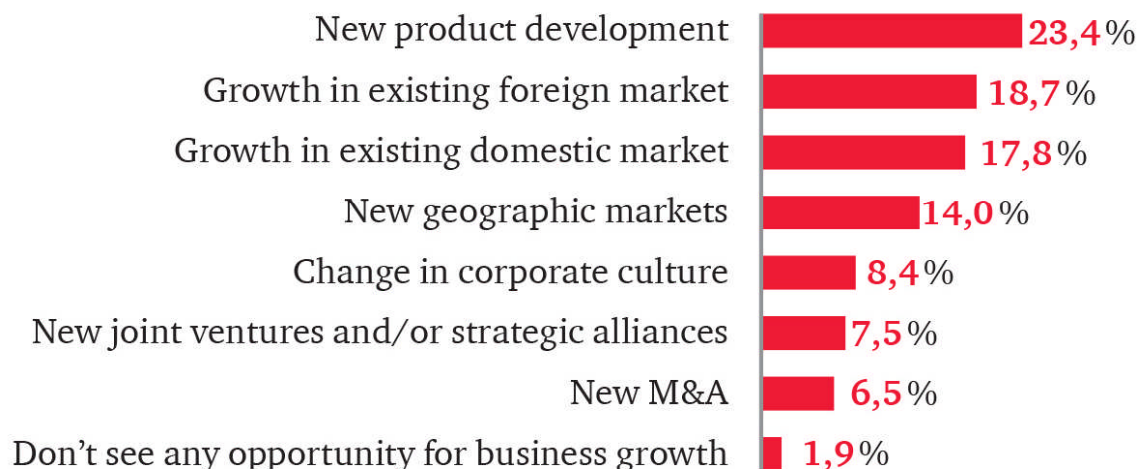 New product development 23,4%
Growth in existing foreign market 18,7%
Growth in existing domestic market 17,8%
New geographic markets 14,0%
Change in corporate culture 8,4%
New joint ventures and/or strategic alliances 7,5%
New M&A 6,5%
Don’t see any opportunity for business growth 1,9%